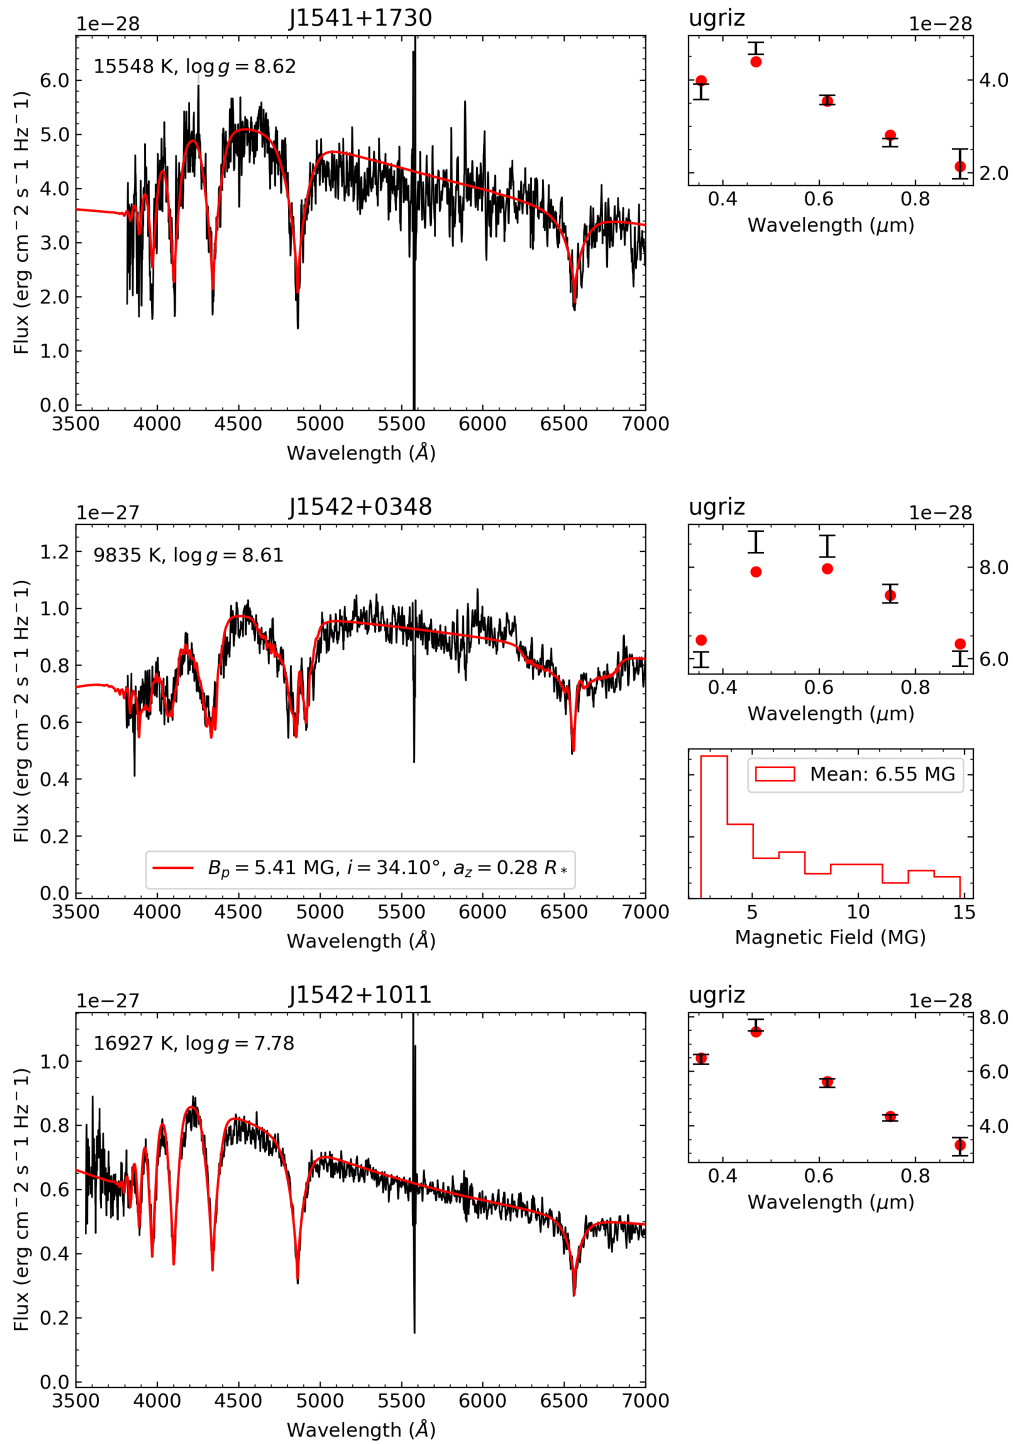 1e−28
J1541+1730
15548 K, log g = 8.62
Flux (erg cm−2 s−1 Hz−1)
6.0
5.0
4.0
3.0
2.0
1.0
0.0
3500 4000 4500 5000 5500 6000 6500 7000
Wavelength (Å)
ugriz
4.0
2.0
0.4 0.6 0.8
Wavelength (μm)
1e−27
J1542+0348
9835 K, log g = 8.61
Flux (erg cm−2 s−1 Hz−1)
1.2
1.0
0.8
0.6
0.4
0.2
0.0
B_p = 5.41 MG, i = 34.10°, a_z = 0.28 R_*
3500 4000 4500 5000 5500 6000 6500 7000
Wavelength (Å)
ugriz 1e−28
8.0
6.0
0.4 0.6 0.8
Wavelength (μm)
Mean: 6.55 MG
5 10 15
Magnetic Field (MG)
1e−27
J1542+1011
16927 K, log g = 7.78
Flux (erg cm−2 s−1 Hz−1)
1.0
0.8
0.6
0.4
0.2
0.0
3500 4000 4500 5000 5500 6000 6500 7000
Wavelength (Å)
ugriz 1e−28
8.0
6.0
4.0
0.4 0.6 0.8
Wavelength (μm)